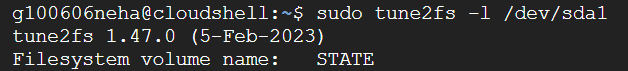 g100606neha@cloudshell:~$ sudo tune2fs -l /dev/sda1
tune2fs 1.47.0 (5-Feb-2023)
Filesystem volume name:   STATE